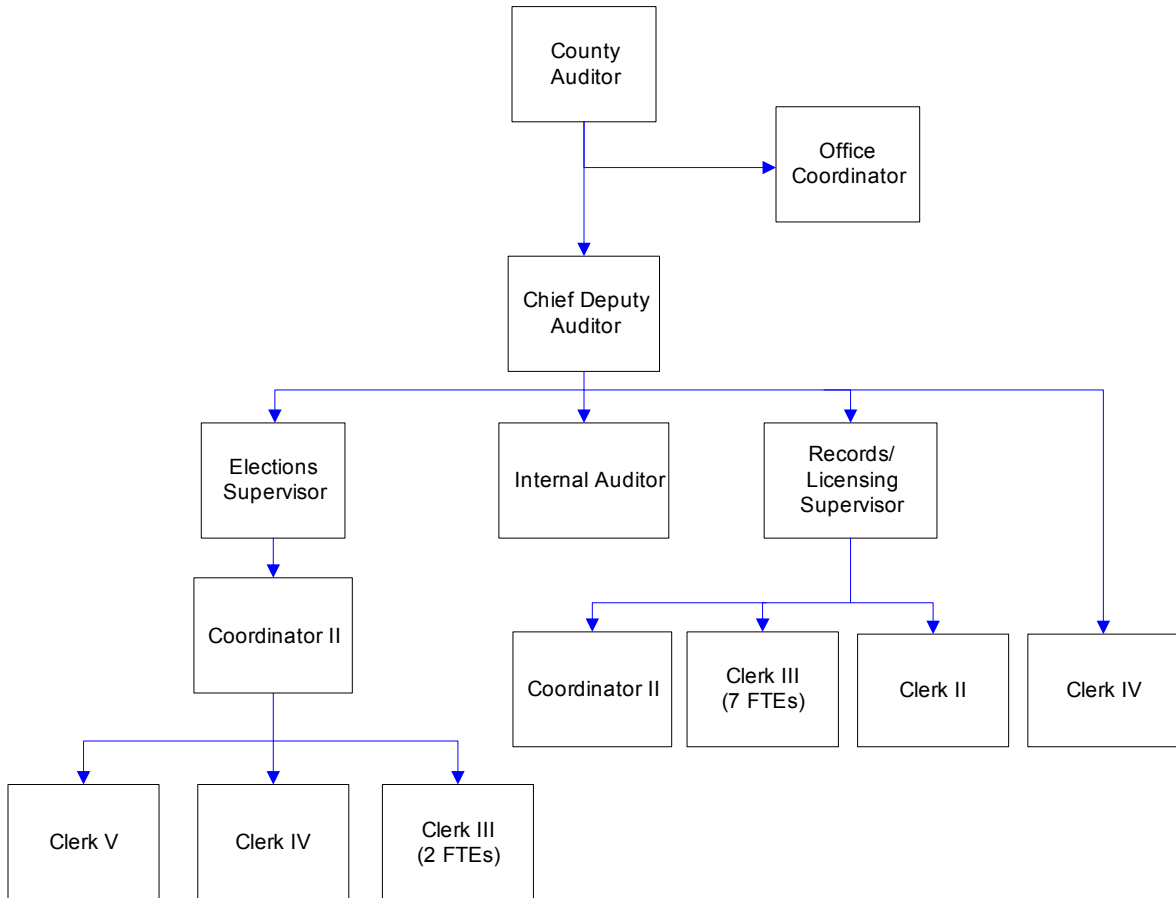 County
Auditor
Office
Coordinator
Chief Deputy
Auditor
Elections
Supervisor
Internal Auditor
Records/
Licensing
Supervisor
Coordinator II
Coordinator II
Clerk III
(7 FTEs)
Clerk II
Clerk IV
Clerk V
Clerk IV
Clerk III
(2 FTEs)